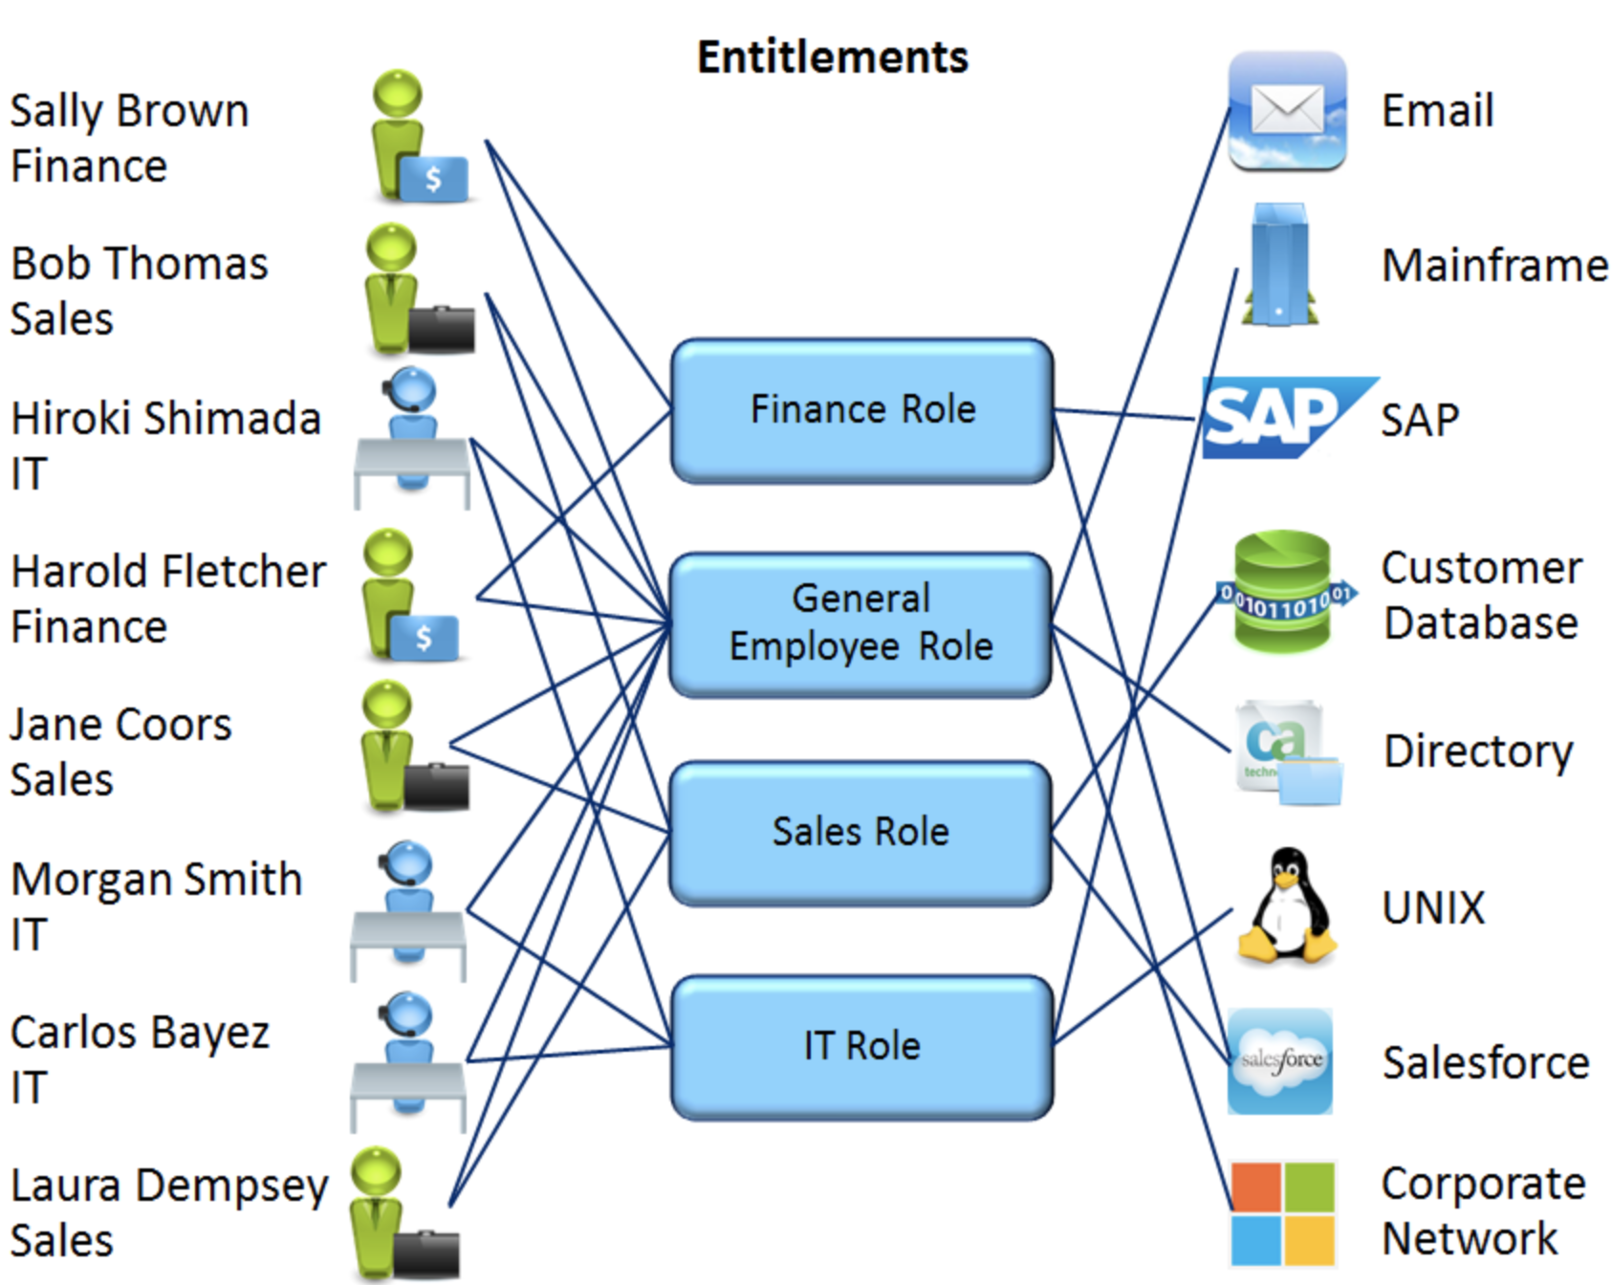 Entitlements
Sally Brown
Finance
Bob Thomas
Sales
Hiroki Shimada
IT
Harold Fletcher
Finance
Jane Coors
Sales
Morgan Smith
IT
Carlos Bayez
IT
Laura Dempsey
Sales
$
$
Finance Role
General
Employee Role
Sales Role
IT Role
Email
Mainframe
SAP
SAP
Customer
Database
0010110100101
Directory
ca
UNIX
Salesforce
salesforce
Corporate
Network